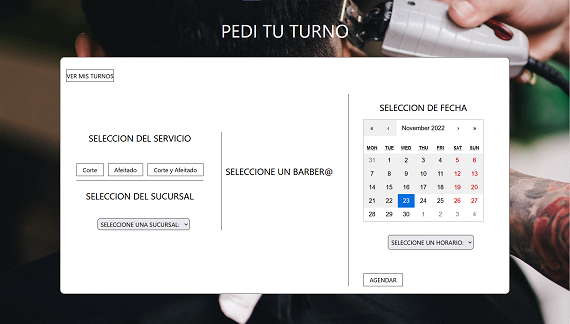 PEDI TU TURNO
VER MIS TURNOS
SELECCION DEL SERVICIO
Corte Afeitado Corte y Afeitado
SELECCION DEL SUCURSAL
SELECCIONE UNA SUCURSAL:
SELECCIONE UN BARBER@
SELECCION DE FECHA
« ‹ November 2022 › »
MON TUE WED THU FRI SAT SUN
31 1 2 3 4 5 6
7 8 9 10 11 12 13
14 15 16 17 18 19 20
21 22 23 24 25 26 27
28 29 30 1 2 3 4
SELECCIONE UN HORARIO:
AGENDAR